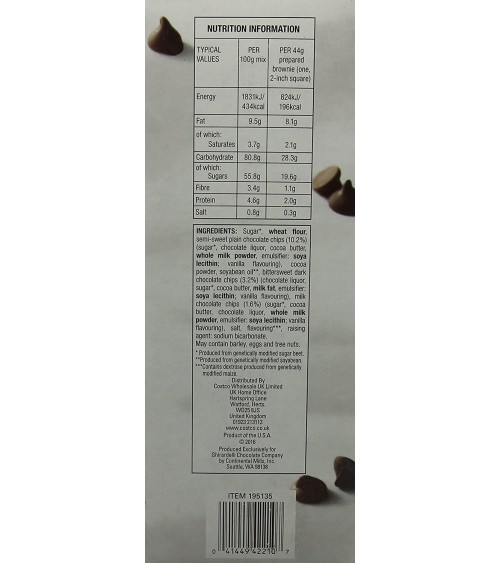 NUTRITION INFORMATION
TYPICAL VALUES PER 100g mix PER 44g prepared brownie (one, 2-inch square)
Energy 1831kJ/ 434kcal 824kJ/ 196kcal
Fat 9.5g 8.1g
of which:
Saturates 3.7g 2.1g
Carbohydrate 80.8g 28.3g
of which:
Sugars 55.8g 19.6g
Fibre 3.4g 1.1g
Protein 4.6g 2.0g
Salt 0.8g 0.3g
INGREDIENTS: Sugar*, wheat flour,
semi-sweet plain chocolate chips (10.2%)
(sugar*, chocolate liquor, cocoa butter,
whole milk powder, emulsifier: soya
lecithin; vanilla flavouring), cocoa
powder, soyabean oil**, bittersweet dark
chocolate chips (3.2%) (chocolate liquor,
sugar*, cocoa butter, milk fat, emulsifier:
soya lecithin; vanilla flavouring), milk
chocolate chips (1.6%) (sugar*, cocoa
butter, chocolate liquor, whole milk
powder, emulsifier: soya lecithin; vanilla
flavouring), salt, flavouring***, raising
agent: sodium bicarbonate.
May contain barley, eggs and tree nuts.
* Produced from genetically modified sugar beet.
**Produced from genetically modified soyabean.
***Contains dextrose produced from genetically
modified maize.
Distributed By
Costco Wholesale UK Limited
UK Home Office
Hartspring Lane
Watford, Herts.
WD25 8JS
United Kingdom
01923 213113
www.costco.co.uk
Product of the U.S.A.
© 2016
Produced Exclusively for
Ghirardelli Chocolate Company
by Continental Mills, Inc.
Seattle, WA 98138
ITEM 195135
0 41449 42210 7